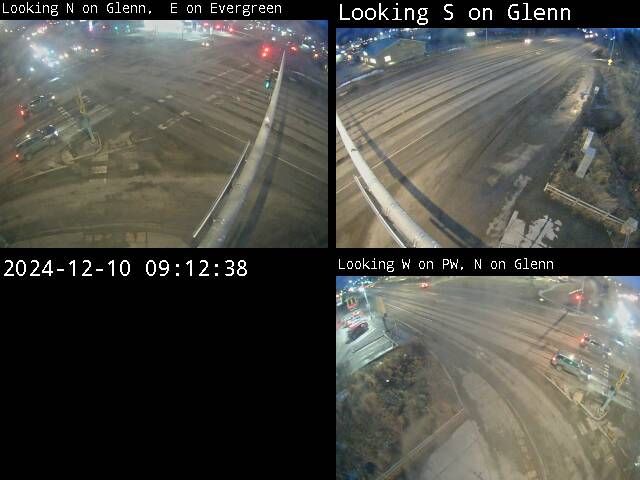 Looking N on Glenn,  E on Evergreen
Looking S on Glenn
2024-12-10 09:12:38
Looking W on PW, N on Glenn